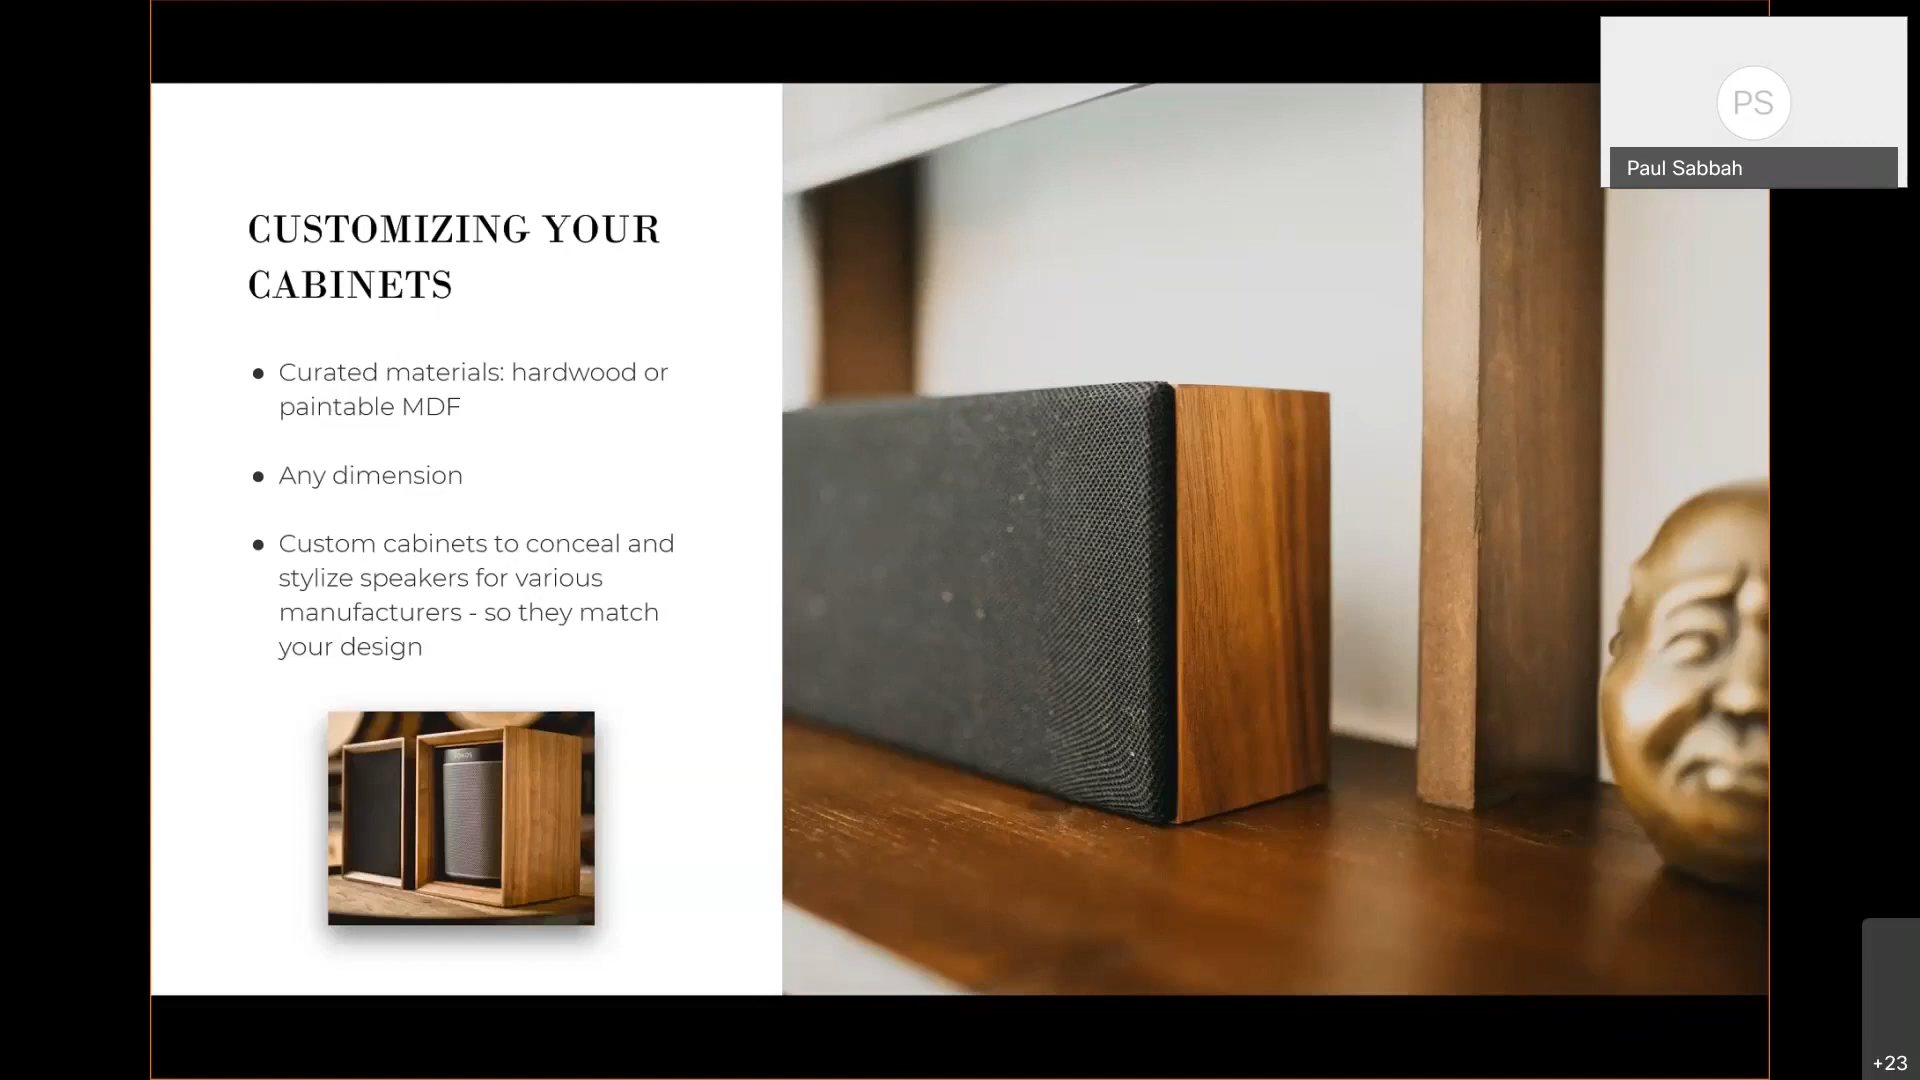 CUSTOMIZING YOUR
CABINETS
● Curated materials: hardwood or
paintable MDF
● Any dimension
● Custom cabinets to conceal and
stylize speakers for various
manufacturers - so they match
your design
SONOS
PS
Paul Sabbah
+23